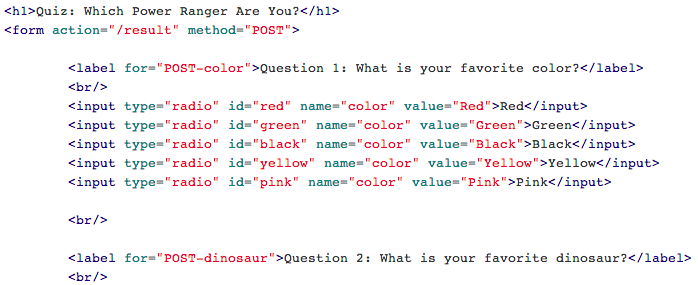 <h1>Quiz: Which Power Ranger Are You?</h1>
<form action="/result" method="POST">
<label for="POST-color">Question 1: What is your favorite color?</label>
<br/>
<input type="radio" id="red" name="color" value="Red">Red</input>
<input type="radio" id="green" name="color" value="Green">Green</input>
<input type="radio" id="black" name="color" value="Black">Black</input>
<input type="radio" id="yellow" name="color" value="Yellow">Yellow</input>
<input type="radio" id="pink" name="color" value="Pink">Pink</input>
<br/>
<label for="POST-dinosaur">Question 2: What is your favorite dinosaur?</label>
<br/>